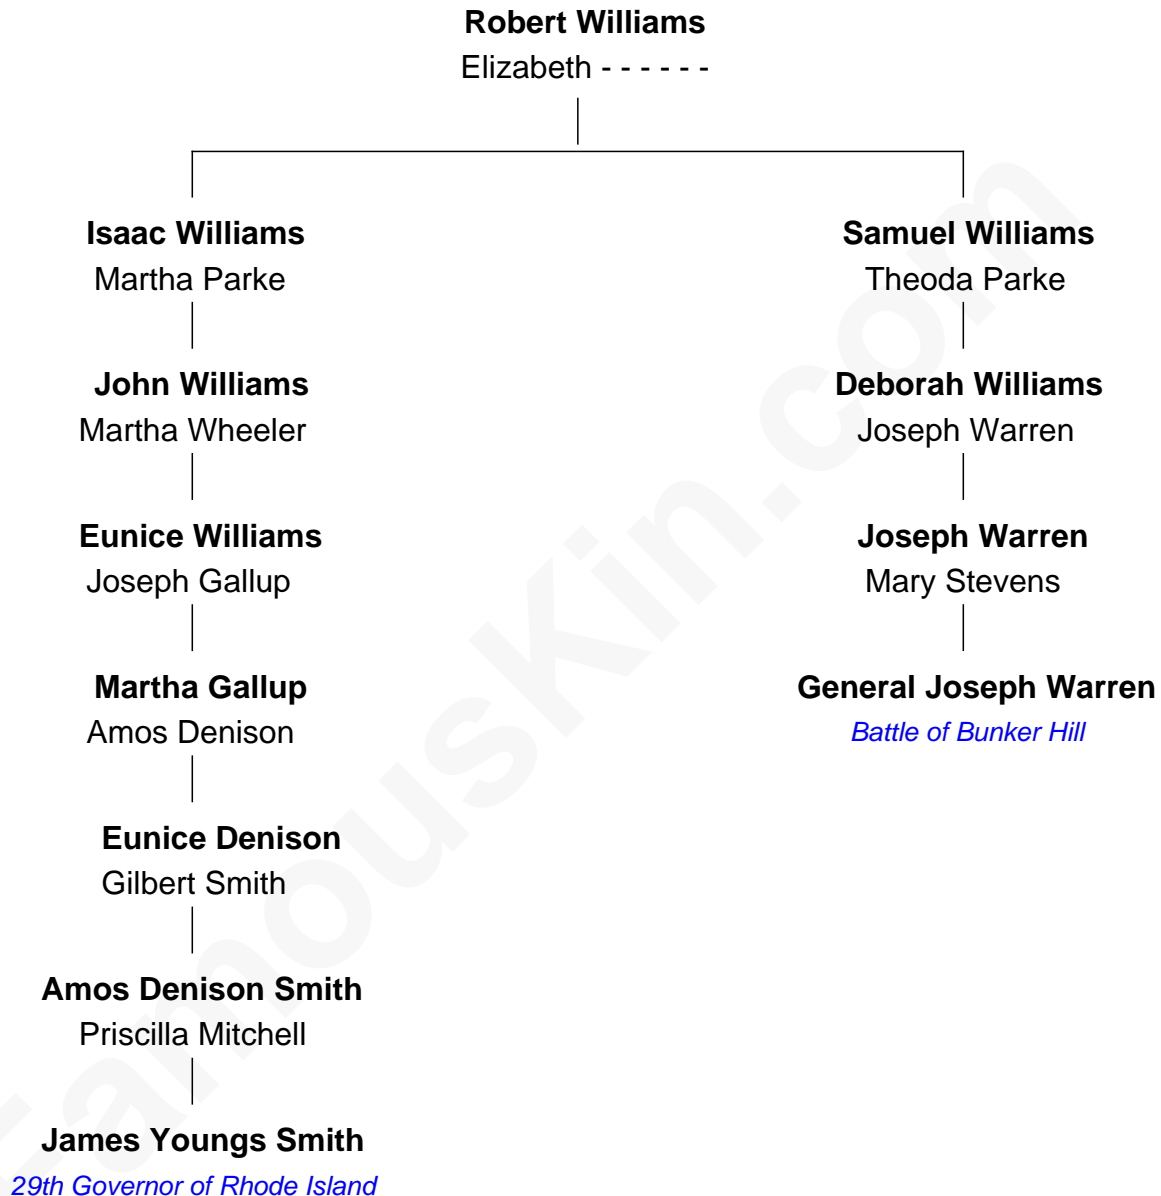 Robert Williams
Elizabeth - - - - - -
Isaac Williams
Martha Parke
Samuel Williams
Theoda Parke
John Williams
Martha Wheeler
Deborah Williams
Joseph Warren
Eunice Williams
Joseph Gallup
Joseph Warren
Mary Stevens
Martha Gallup
Amos Denison
General Joseph Warren
Battle of Bunker Hill
Eunice Denison
Gilbert Smith
Amos Denison Smith
Priscilla Mitchell
James Youngs Smith
29th Governor of Rhode Island
FamousKin.com